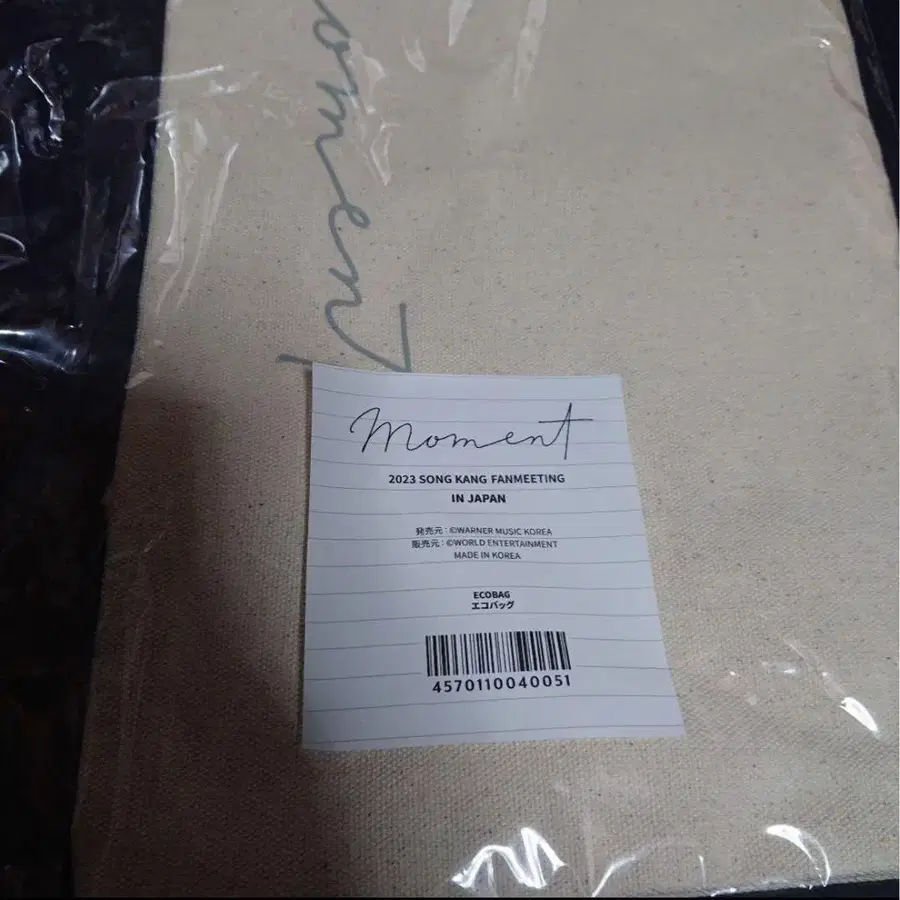 oment
moment
2023 SONG KANG FANMEETING
IN JAPAN
発売元 : ©WARNER MUSIC KOREA
販売元 : ©WORLD ENTERTAINMENT
MADE IN KOREA
ECOBAG
エコバッグ
4570110040051